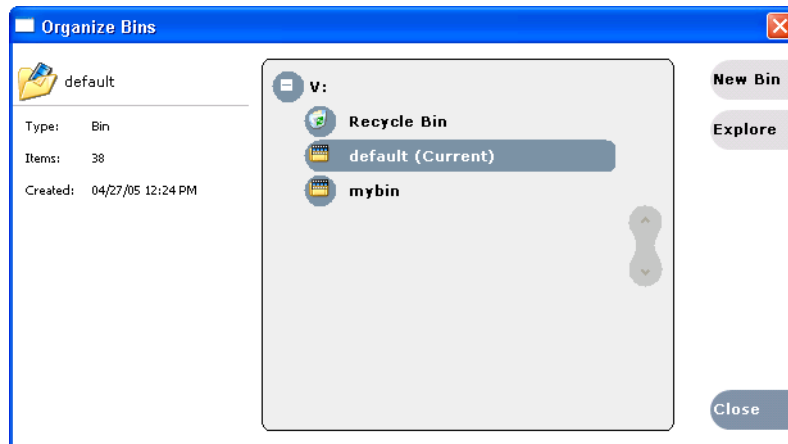 Organize Bins
default
Type: Bin
Items: 38
Created: 04/27/05 12:24 PM
V:
Recycle Bin
default (Current)
mybin
New Bin
Explore
Close